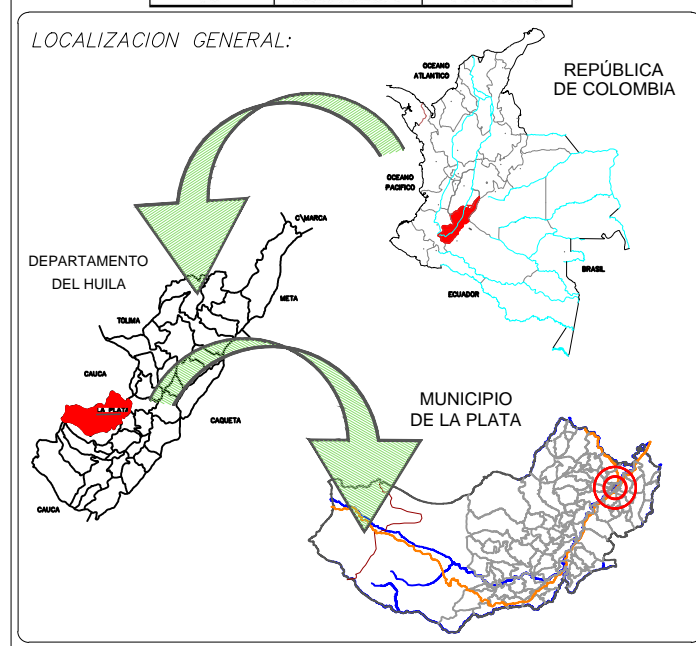 LOCALIZACION GENERAL:
OCEANO
ATLANTICO
REPÚBLICA
DE COLOMBIA
OCEANO
PACIFICO
BRASIL
ECUADOR
C\MARCA
DEPARTAMENTO
DEL HUILA
META
TOLIMA
CAUCA
LA PLATA
CAQUETA
CAUCA
MUNICIPIO
DE LA PLATA